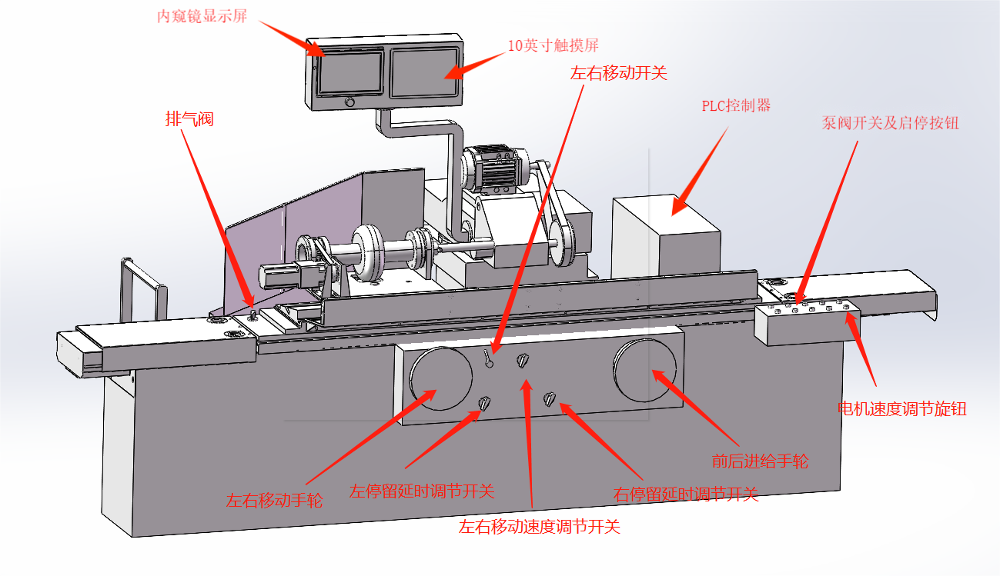 内窥镜显示屏
10英寸触摸屏
左右移动开关
PLC控制器
排气阀
泵阀开关及启停按钮
电机速度调节旋钮
前后进给手轮
左停留延时调节开关
右停留延时调节开关
左右移动手轮
左右移动速度调节开关